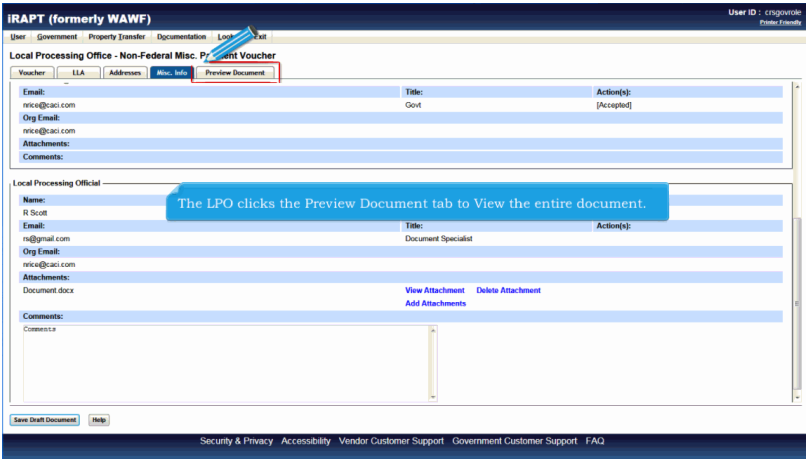 iRAPT (formerly WAWF)
User ID : crsgovrole
Printer Friendly
User Government Property Transfer Documentation Exit
Local Processing Office - Non-Federal Misc. Voucher
Voucher LLA Addresses Misc. Info Preview Document
Email: Title: Action(s):
nrice@caci.com Govt [Accepted]
Org Email:
nrice@caci.com
Attachments:
Comments:
Local Processing Official
Name:
The LPO clicks the Preview Document tab to View the entire document.
R Scott
Email: Title: Action(s):
rs@gmail.com Document Specialist
Org Email:
nrice@caci.com
Attachments:
Document.docx View Attachment Delete Attachment
Add Attachments
Comments:
Comments
Save Draft Document Help
Security & Privacy Accessibility Vendor Customer Support Government Customer Support FAQ